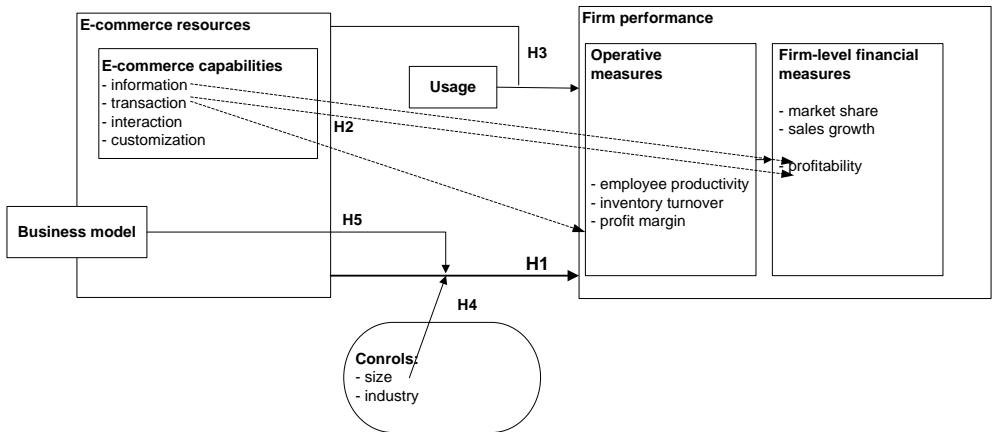 E-commerce resources
E-commerce capabilities
- information
- transaction
- interaction
- customization
Business model
H2
H5
H3
Usage
H1
H4
Conrols:
- size
- industry
Firm performance
Operative
measures
- employee productivity
- inventory turnover
- profit margin
Firm-level financial
measures
- market share
- sales growth
- profitability